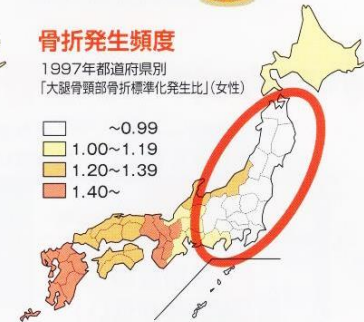 骨折発生頻度
1997年都道府県別
「大腿骨頸部骨折標準化発生比」(女性)
~0.99
1.00~1.19
1.20~1.39
1.40~